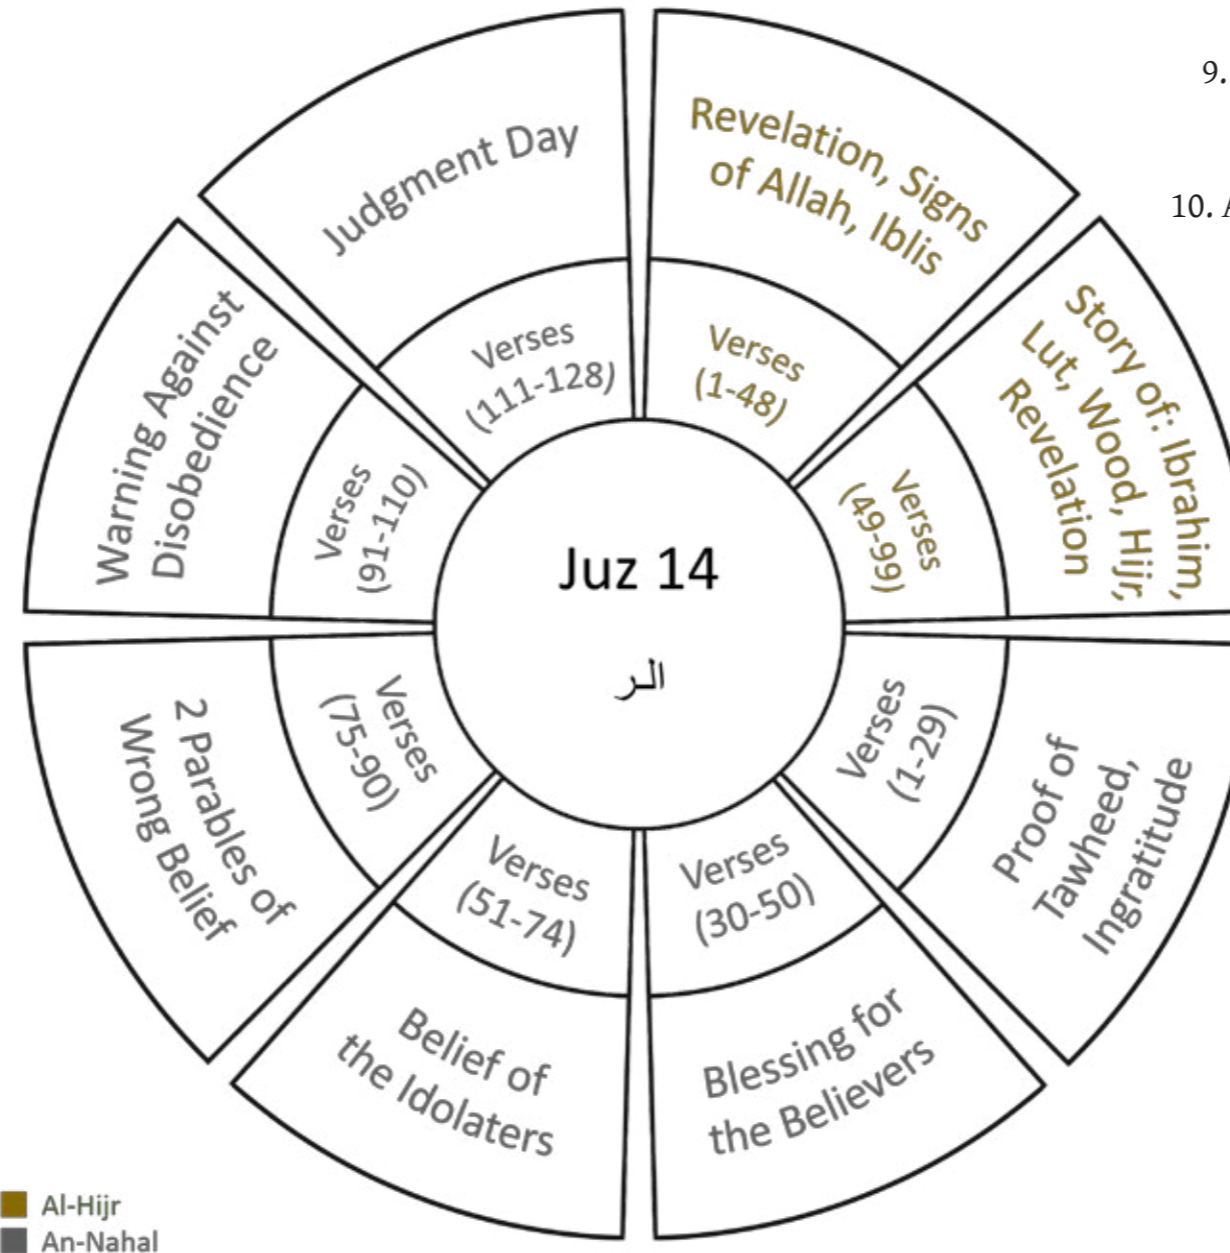 9.
10. A
Juz 14
الر
Revelation, Signs
of Allah, Iblis
Verses
(1-48)
Story of: Ibrahim,
Lut, Wood, Hijr,
Revelation
Verses
(49-99)
Proof of
Tawheed,
Ingratitude
Verses
(1-29)
Blessing for
the Believers
Verses
(30-50)
Belief of
the Idolaters
Verses
(51-74)
2 Parables of
Wrong Belief
Verses
(75-90)
Warning Against
Disobedience
Verses
(91-110)
Judgment Day
Verses
(111-128)
Al-Hijr
An-Nahal